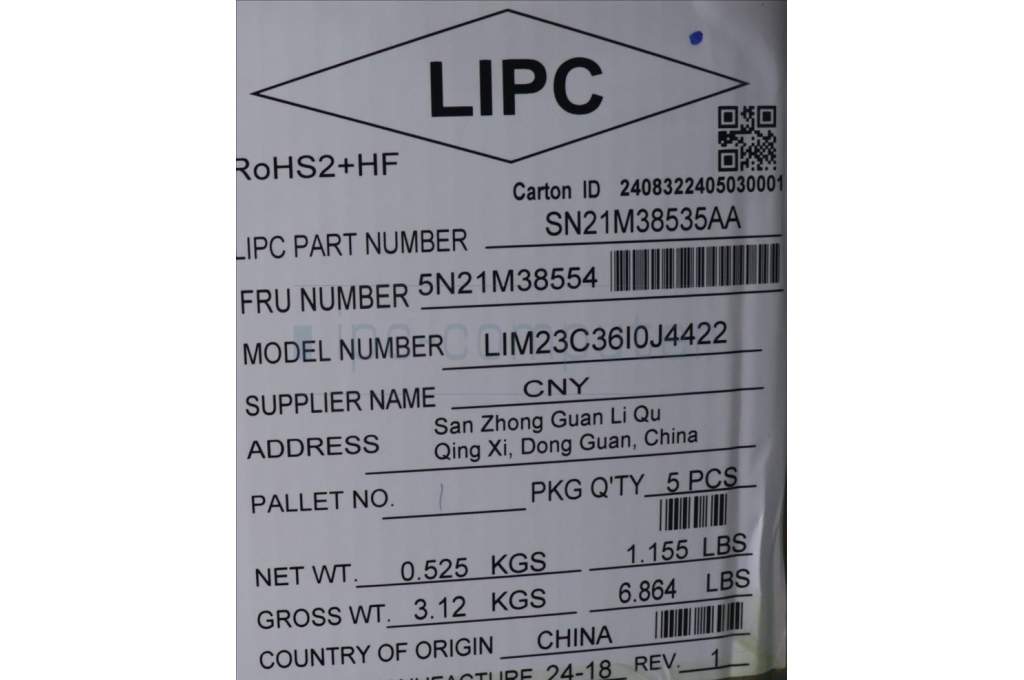 LIPC
RoHS2+HF
Carton ID 2408322405030001
LIPC PART NUMBER SN21M38535AA
FRU NUMBER 5N21M38554
MODEL NUMBER LIM23C36I0J4422
SUPPLIER NAME CNY
ADDRESS San Zhong Guan Li Qu
Qing Xi, Dong Guan, China
PALLET NO. 1 PKG Q'TY 5 PCS
NET WT. 0.525 KGS 1.155 LBS
GROSS WT. 3.12 KGS 6.864 LBS
COUNTRY OF ORIGIN CHINA
24-18 REV. 1